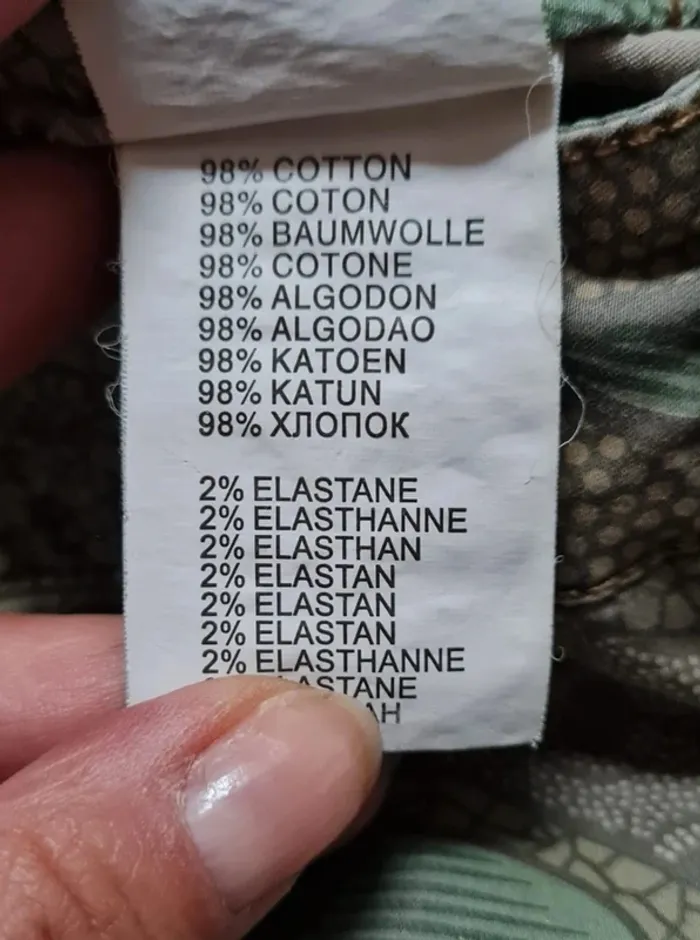 98% COTTON
98% COTON
98% BAUMWOLLE
98% COTONE
98% ALGODON
98% ALGODAO
98% KATOEN
98% KATUN
98% ХЛОПОК
2% ELASTANE
2% ELASTHANNE
2% ELASTHAN
2% ELASTAN
2% ELASTAN
2% ELASTAN
2% ELASTHANNE